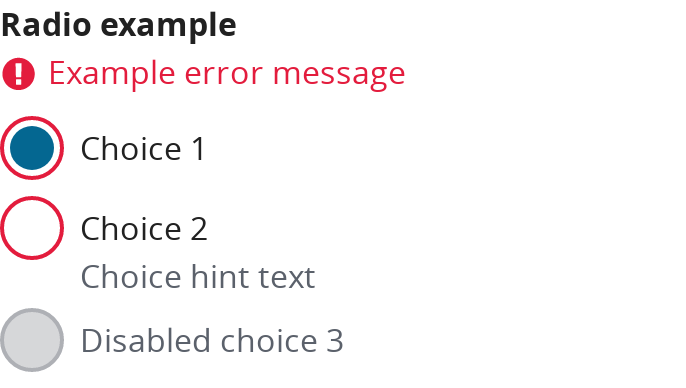 Radio example
Example error message
Choice 1
Choice 2
Choice hint text
Disabled choice 3